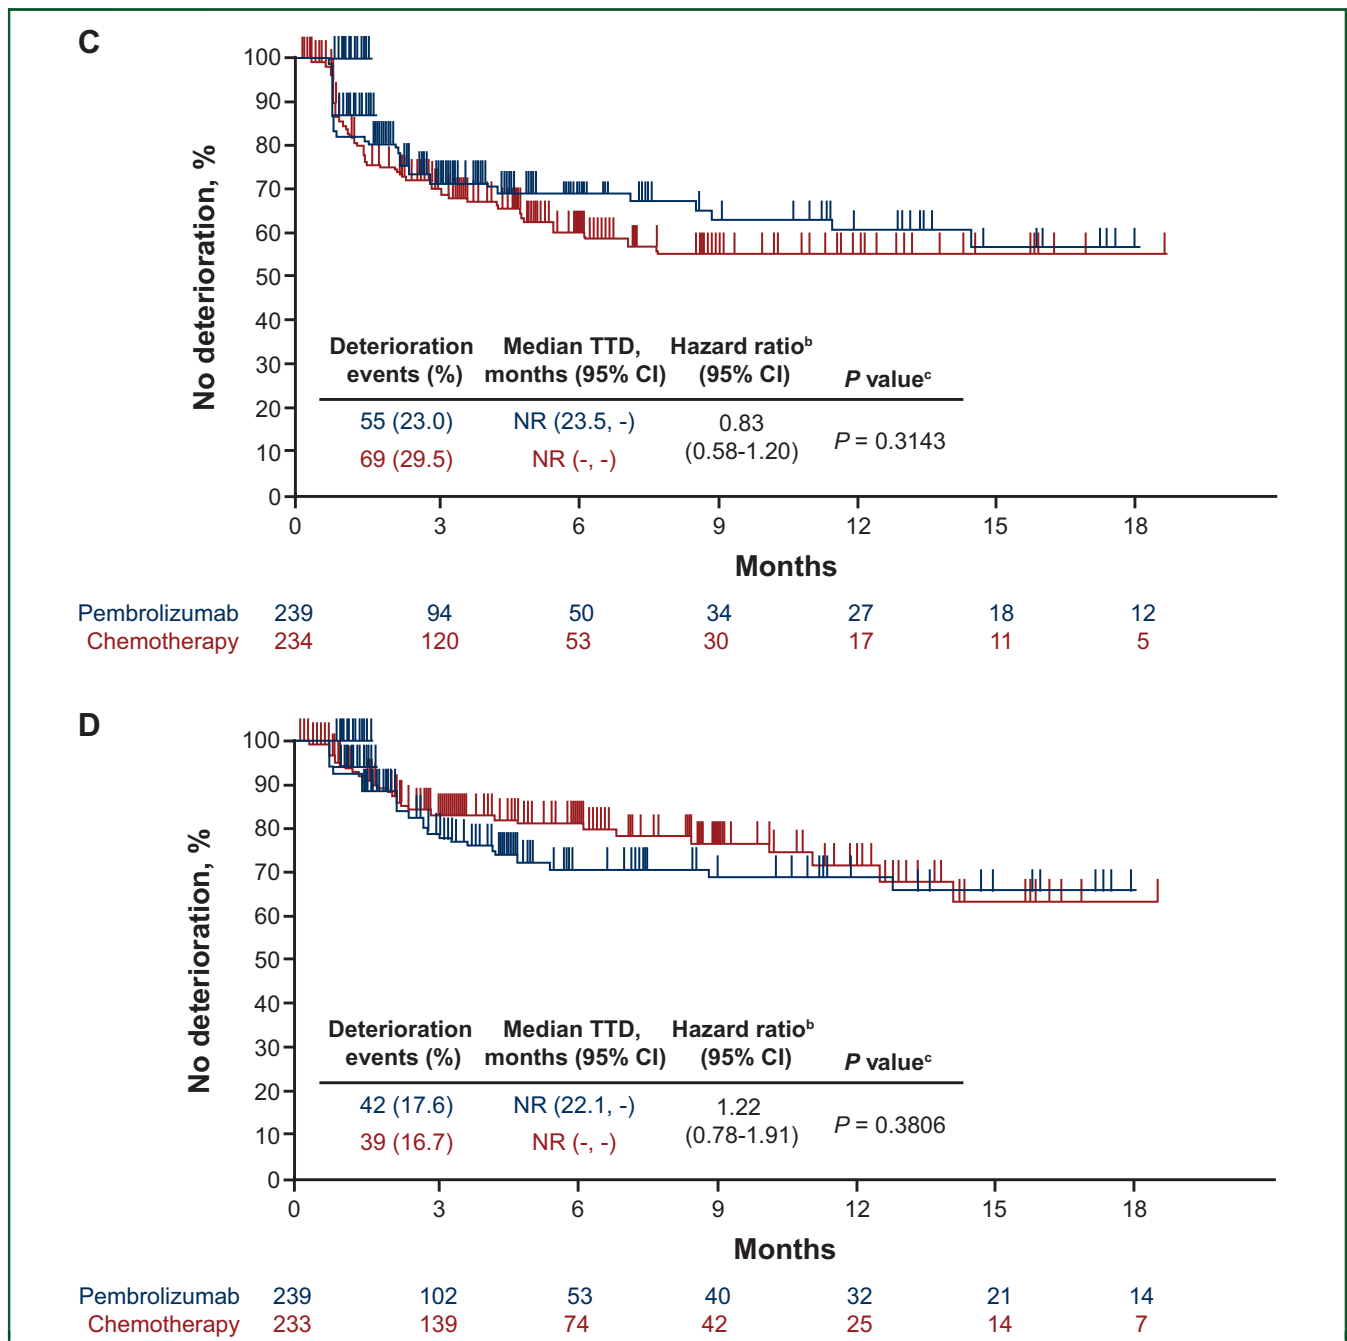 C
100
90
80
70
60
50
40
30
20
10
0
No deterioration, %
Deterioration events (%) Median TTD, months (95% CI) Hazard ratioᵇ (95% CI) P valueᶜ
55 (23.0) NR (23.5, -) 0.83 (0.58-1.20) P = 0.3143
69 (29.5) NR (-, -)
0 3 6 9 12 15 18
Months
Pembrolizumab 239 94 50 34 27 18 12
Chemotherapy 234 120 53 30 17 11 5
D
100
90
80
70
60
50
40
30
20
10
0
No deterioration, %
Deterioration events (%) Median TTD, months (95% CI) Hazard ratioᵇ (95% CI) P valueᶜ
42 (17.6) NR (22.1, -) 1.22 (0.78-1.91) P = 0.3806
39 (16.7) NR (-, -)
0 3 6 9 12 15 18
Months
Pembrolizumab 239 102 53 40 32 21 14
Chemotherapy 233 139 74 42 25 14 7